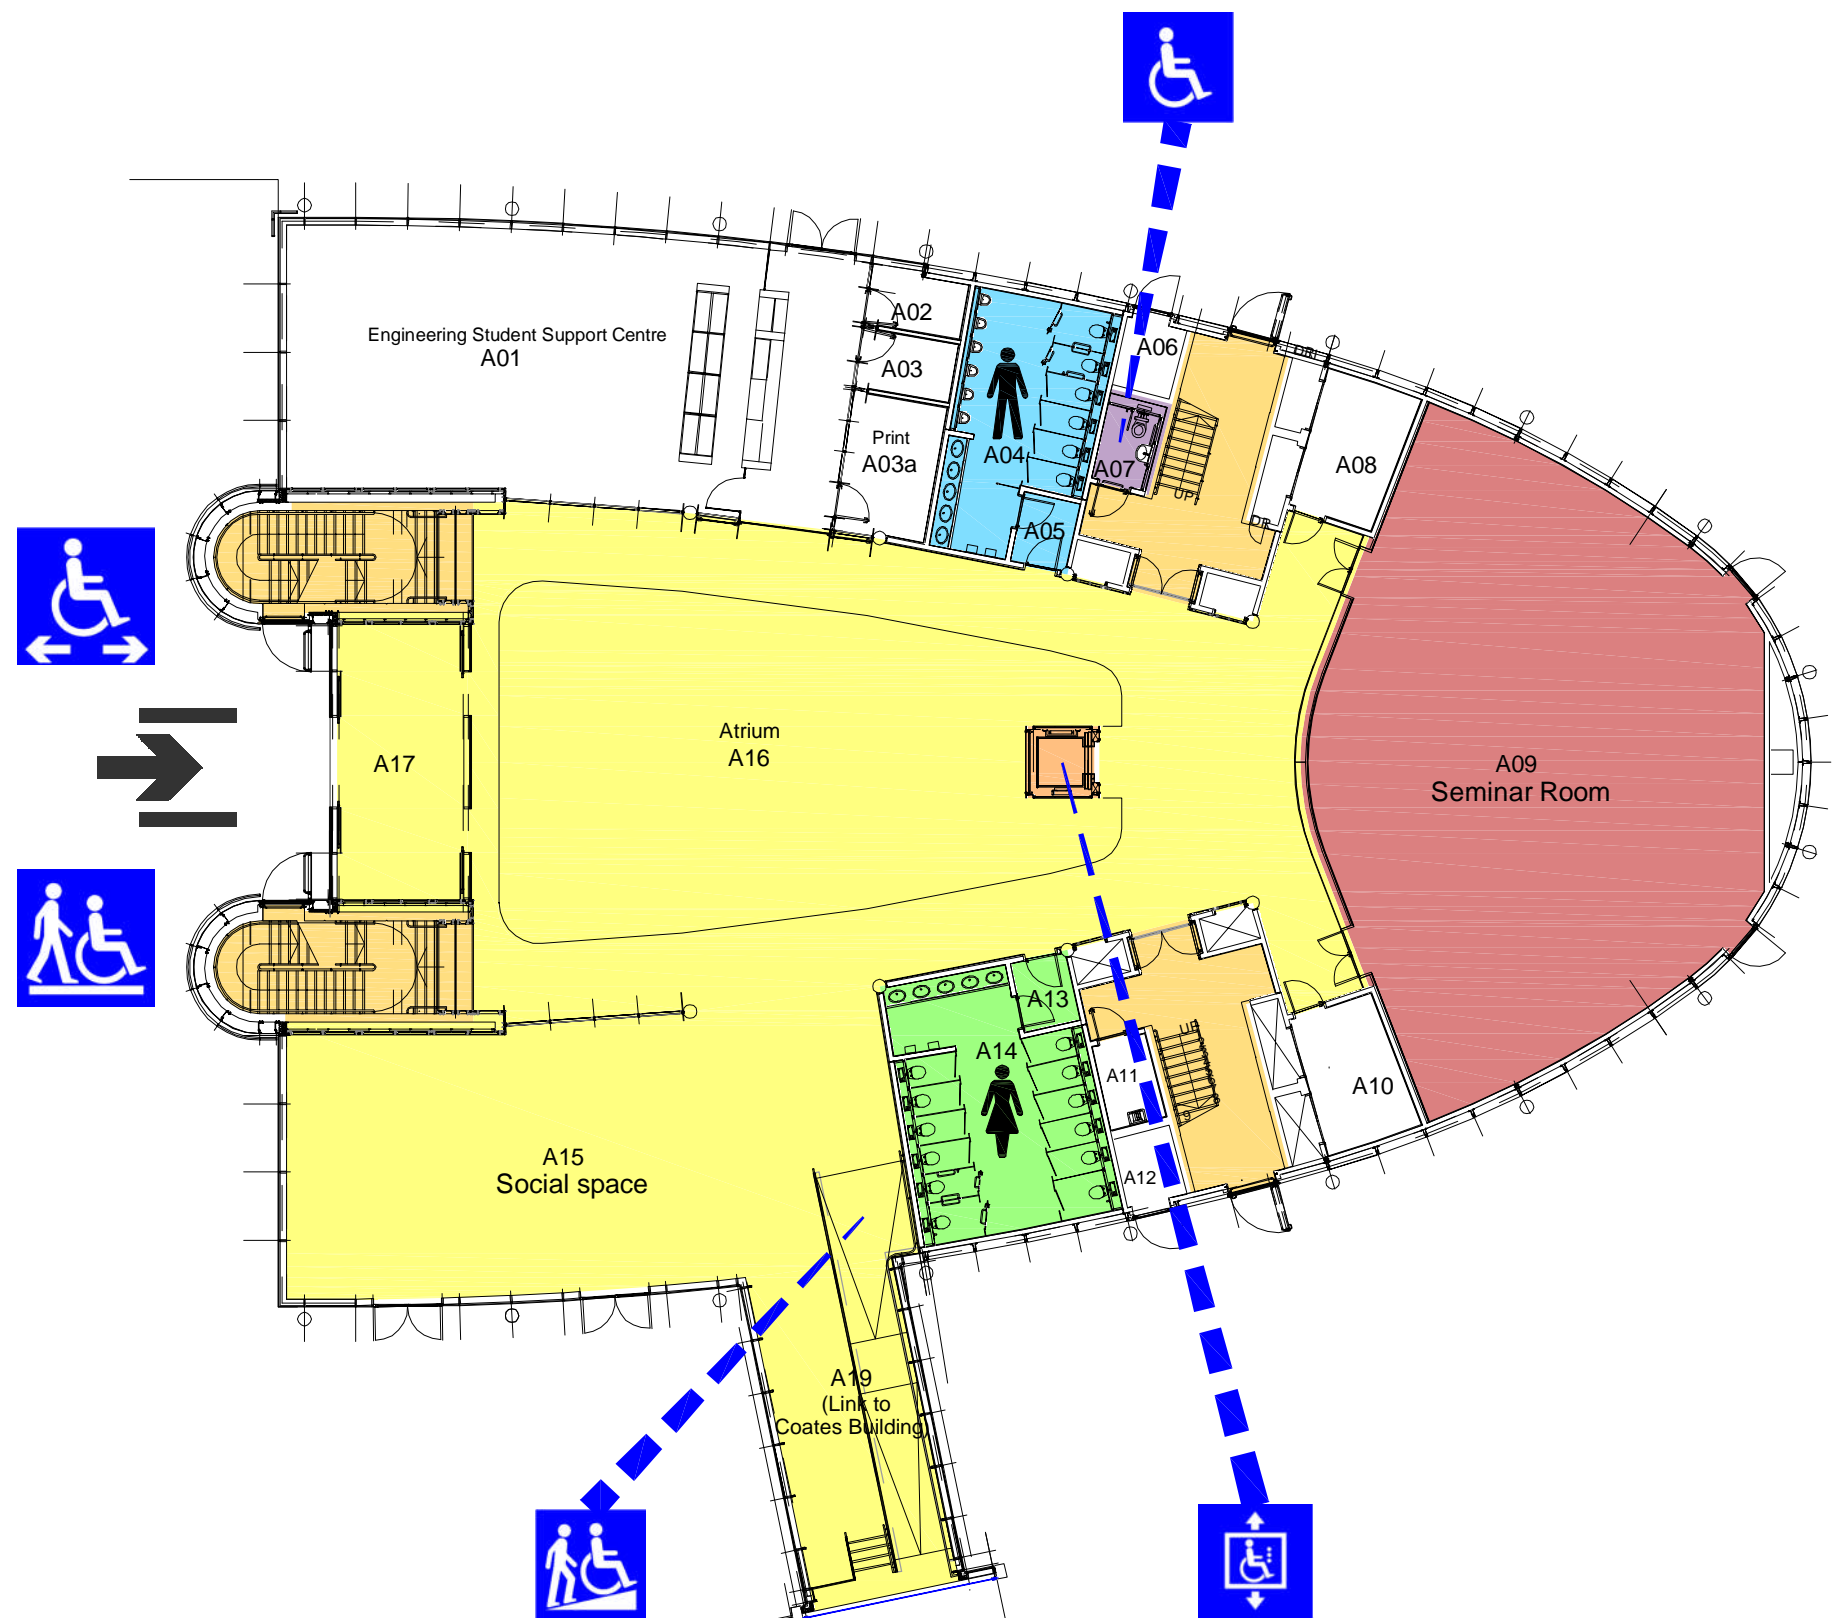 Engineering Student Support Centre
A01
A02
A03
Print
A03a
A04
A05
A06
A07
UP
A08
A09
Seminar Room
Atrium
A16
A17
A13
A14
A11
A12
A10
A15
Social space
A19
(Link to
Coates Building)